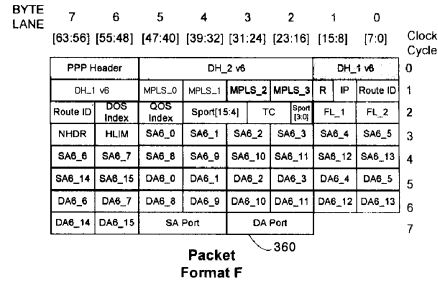 BYTE LANE 7 6 5 4 3 2 1 0
[63:56] [55:48] [47:40] [39:32] [31:24] [23:16] [15:8] [7:0] Clock Cycle
PPP Header DH_2 v6 DH_1 v6 0
DH_1 v6 MPLS_0 MPLS_1 MPLS_2 MPLS_3 R IP Route ID 1
Route ID DOS Index QOS Index Sport[15:4] TC Sport [3:0] FL_1 FL_2 2
NHDR HLIM SA6_0 SA6_1 SA6_2 SA6_3 SA6_4 SA6_5 3
SA6_6 SA6_7 SA6_8 SA6_9 SA6_10 SA6_11 SA6_12 SA6_13 4
SA6_14 SA6_15 DA6_0 DA6_1 DA6_2 DA6_3 DA6_4 DA6_5 5
DA6_6 DA6_7 DA6_8 DA6_9 DA6_10 DA6_11 DA6_12 DA6_13 6
DA6_14 DA6_15 SA Port DA Port 7
360
Packet
Format F